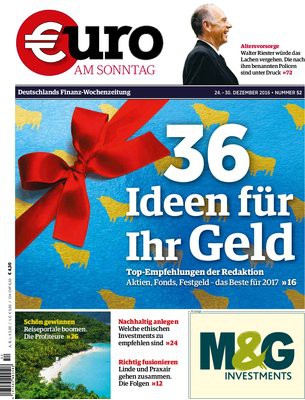 €uro
AM SONNTAG
Altersvorsorge
Walter Riester würde das
Lachen vergehen. Die nach
ihm benannten Policen
sind unter Druck »72
Deutschlands Finanz-Wochenzeitung
24. – 30. DEZEMBER 2016 • NUMMER 52
36
Ideen für
Ihr Geld
Top-Empfehlungen der Redaktion
Aktien, Fonds, Festgeld – das Beste für 2017 »16
Schön gewinnen
Reiseportale boomen.
Die Profiteure »26
Nachhaltig anlegen
Welche ethischen
Investments zu
empfehlen sind »24
Richtig fusionieren
Linde und Praxair
gehen zusammen.
Die Folgen »12
M&G
INVESTMENTS